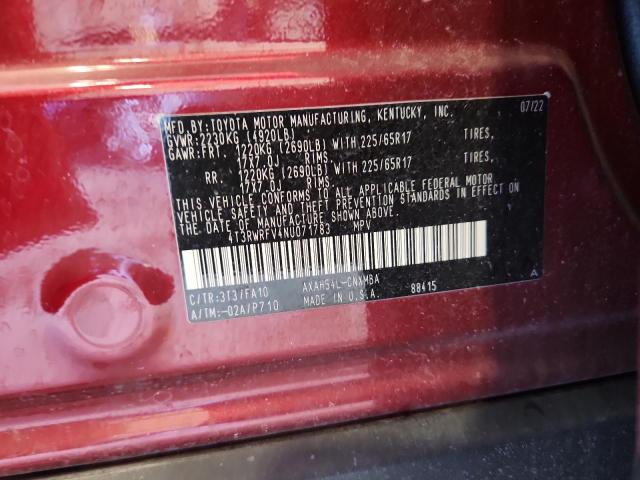 MFD.BY:TOYOTA MOTOR MANUFACTURING, KENTUCKY, INC. 07/22
GVWR:2230KG (4920LB)
GAWR:FRT. 1220KG (2690LB) WITH 225/65R17 TIRES,
17X7.0J RIMS.
RR. 1220KG (2690LB) WITH 225/65R17 TIRES,
17X7.0J RIMS.
THIS VEHICLE CONFORMS TO ALL APPLICABLE FEDERAL MOTOR
VEHICLE SAFETY AND THEFT PREVENTION STANDARDS IN EFFECT ON
THE DATE OF MANUFACTURE SHOWN ABOVE.
4T3RWRFV4NU071783 MPV
C/TR:3T3/FA10 AXAH54L-CNXMBA A
A/TM:-02A/P710 MADE IN U.S.A. 88415